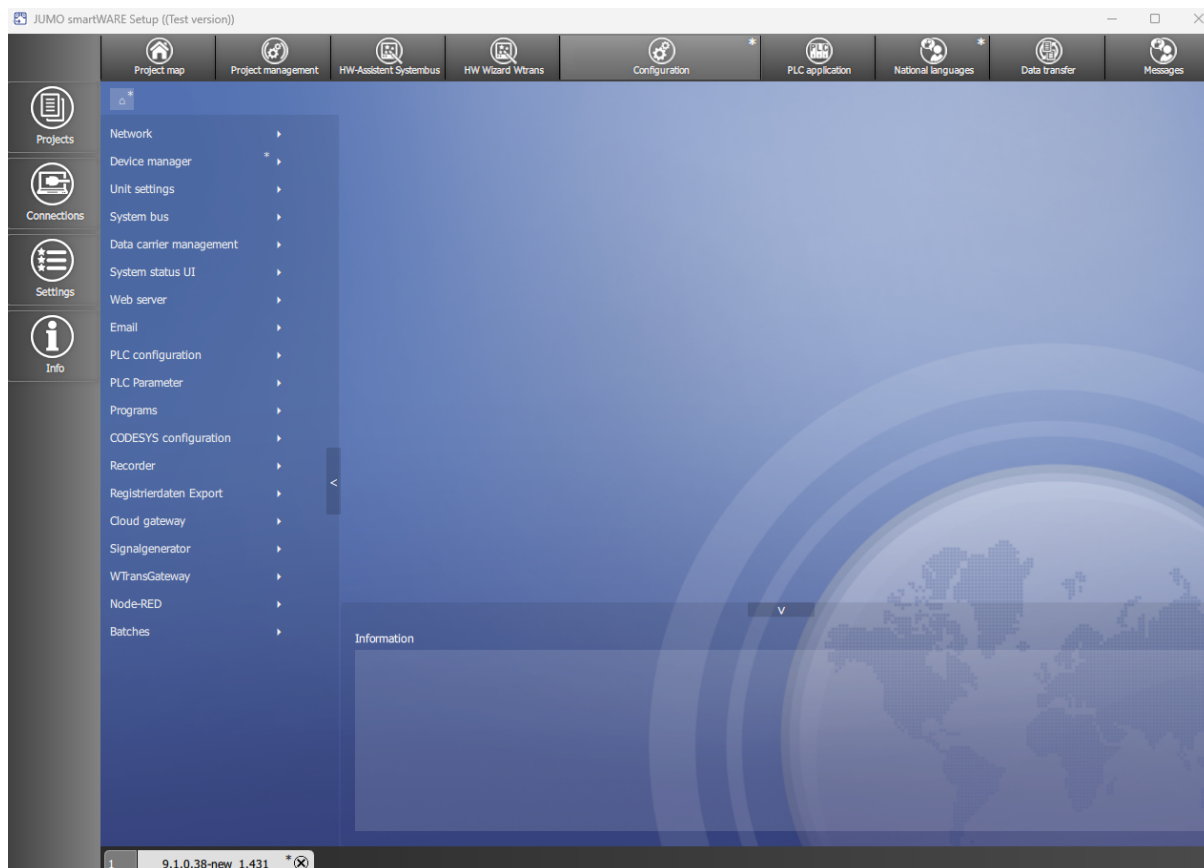 JUMO smartWARE Setup ((Test version))
Project map
Project management
HW-Assistent Systembus
HW Wizard Wtrans
Configuration
*
PLC application
National languages
*
Data transfer
Messages
Projects
Connections
Settings
Info
*
Network
Device manager *
Unit settings
System bus
Data carrier management
System status UI
Web server
Email
PLC configuration
PLC Parameter
Programs
CODESYS configuration
Recorder
Registrierdaten Export
Cloud gateway
Signalgenerator
WTransGateway
Node-RED
Batches
<
v
Information
1 9.1.0.38-new_1.431 *